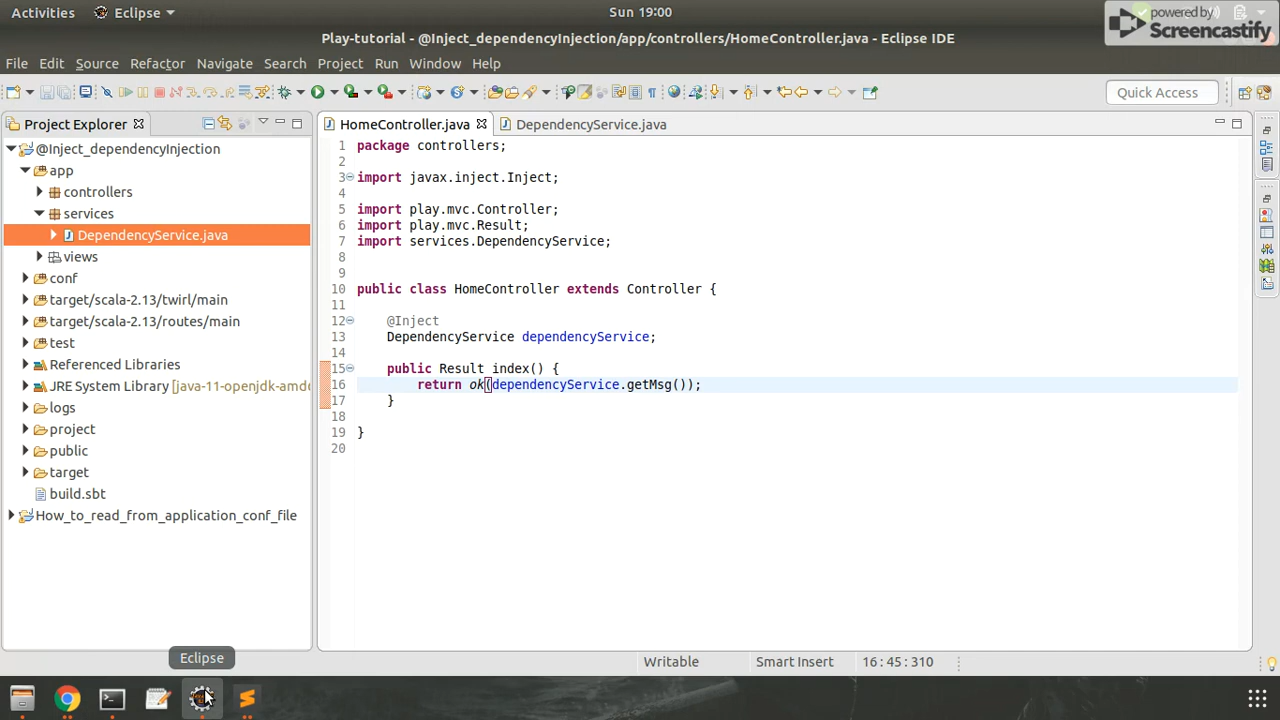 Activities Eclipse Sun 19:00
powered by
Screencastify
Play-tutorial - @Inject_dependencyInjection/app/controllers/HomeController.java - Eclipse IDE
File Edit Source Refactor Navigate Search Project Run Window Help
Quick Access
Project Explorer
@Inject_dependencyInjection
app
controllers
services
DependencyService.java
views
conf
target/scala-2.13/twirl/main
target/scala-2.13/routes/main
test
Referenced Libraries
JRE System Library [java-11-openjdk-amd
logs
project
public
target
build.sbt
How_to_read_from_application_conf_file
HomeController.java DependencyService.java
1 package controllers;
2
3 import javax.inject.Inject;
4
5 import play.mvc.Controller;
6 import play.mvc.Result;
7 import services.DependencyService;
8
9
10 public class HomeController extends Controller {
11
12 @Inject
13 DependencyService dependencyService;
14
15 public Result index() {
16 return ok(dependencyService.getMsg());
17 }
18
19 }
20
Writable Smart Insert 16:45:310
Eclipse